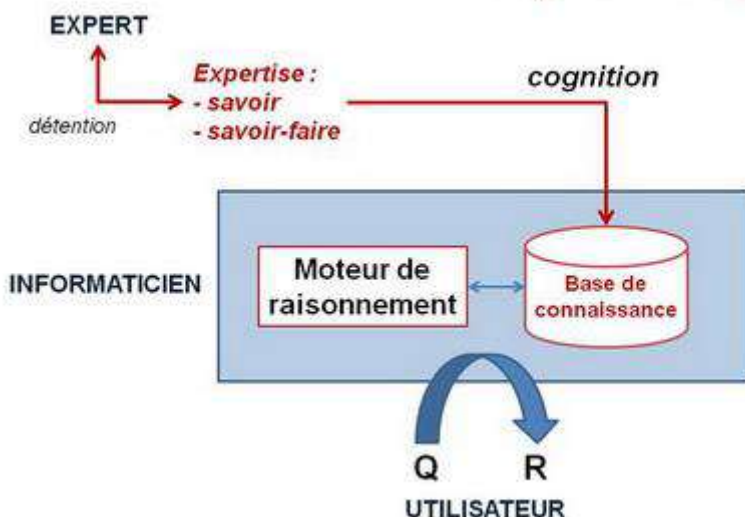 EXPERT
Expertise :
- savoir
- savoir-faire
cognition
détention
INFORMATICIEN
Moteur de
raisonnement
Base de
connaissance
Q
R
UTILISATEUR